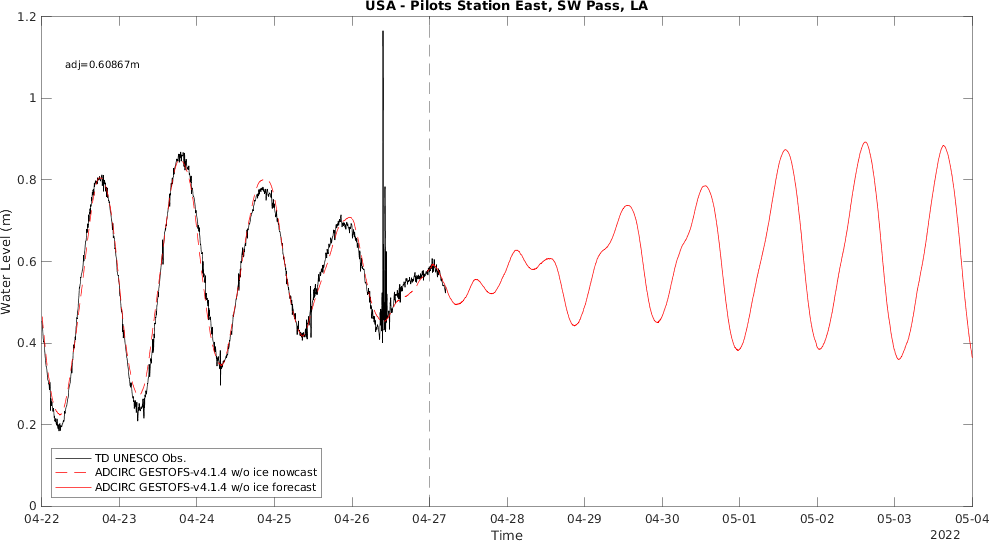 USA - Pilots Station East, SW Pass, LA
1.2
1
0.8
0.6
0.4
0.2
0
Water Level (m)
adj=0.60867m
TD UNESCO Obs.
ADCIRC GESTOFS-v4.1.4 w/o ice nowcast
ADCIRC GESTOFS-v4.1.4 w/o ice forecast
04-22 04-23 04-24 04-25 04-26 04-27 04-28 04-29 04-30 05-01 05-02 05-03 05-04
Time
2022